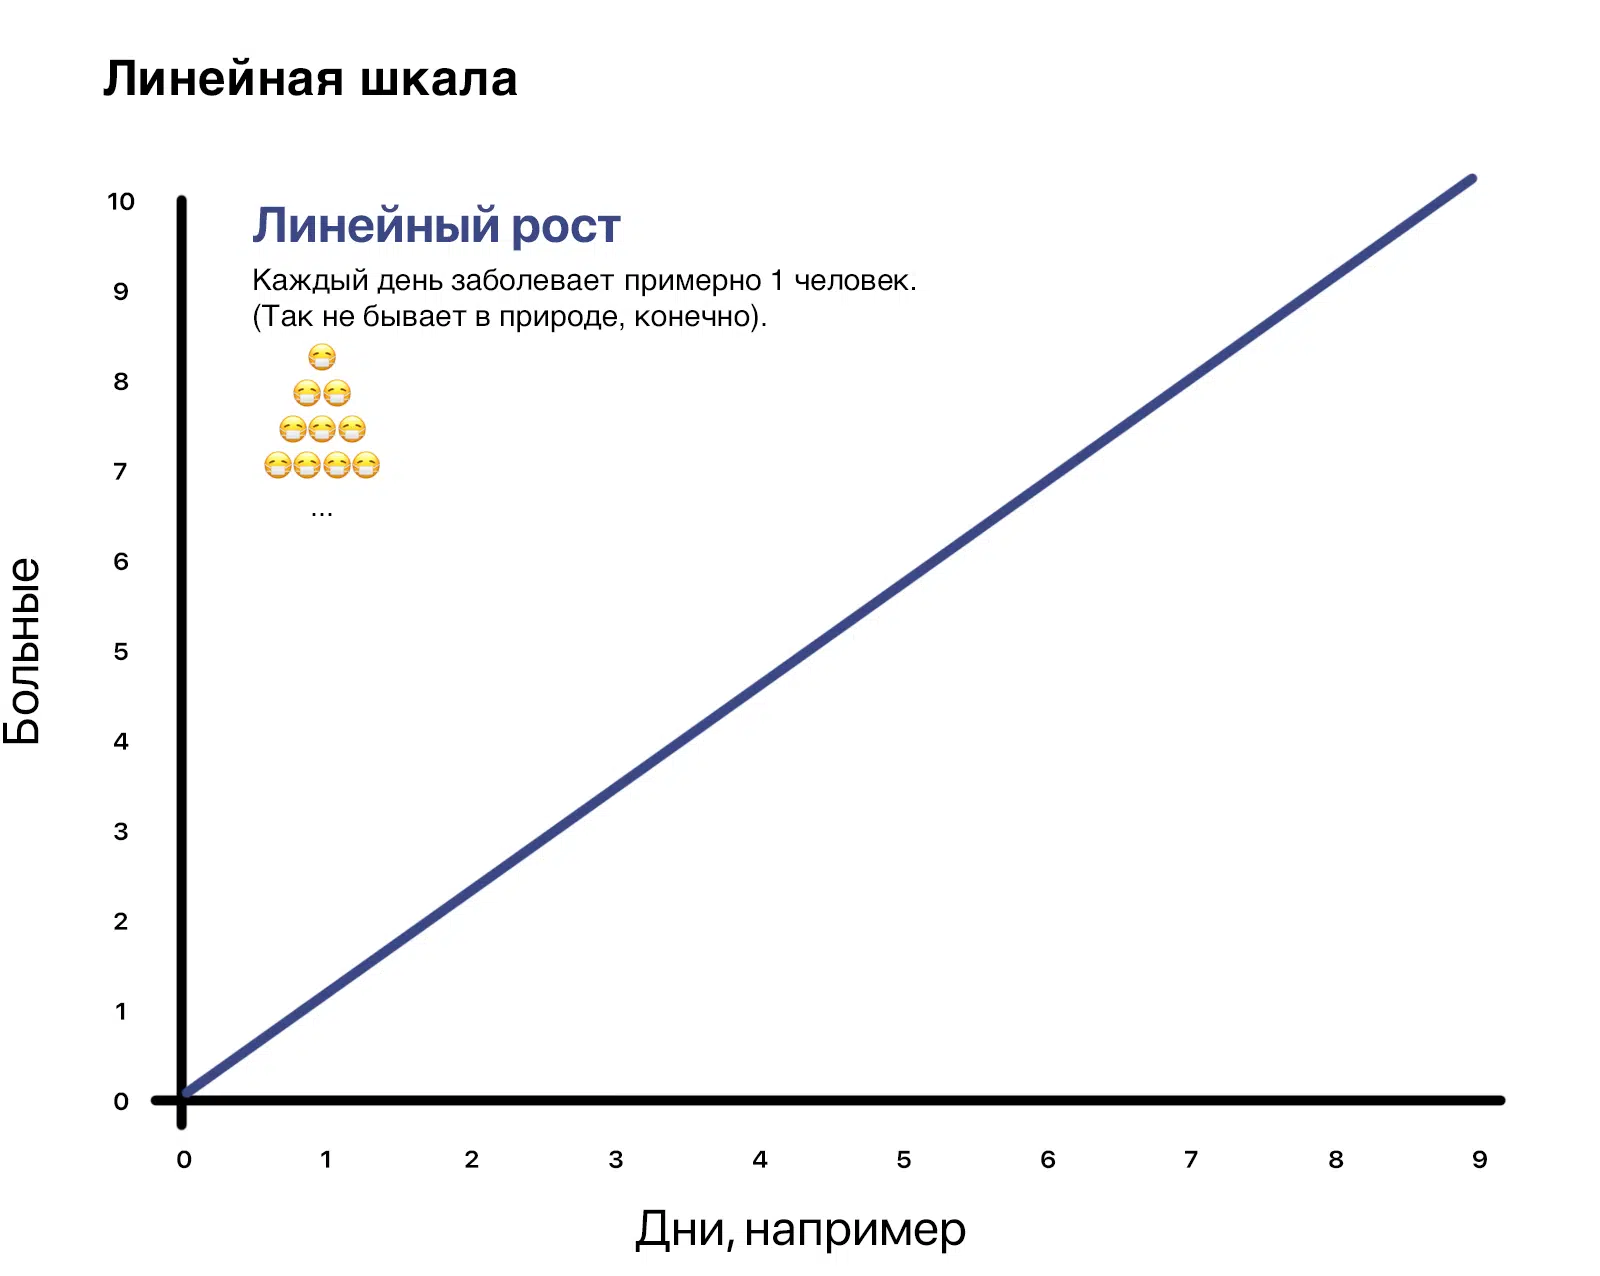 Линейная шкала
Линейный рост
Каждый день заболевает примерно 1 человек.
(Так не бывает в природе, конечно).
...
10
9
8
7
6
5
4
3
2
1
0
Больные
0 1 2 3 4 5 6 7 8 9
Дни, например